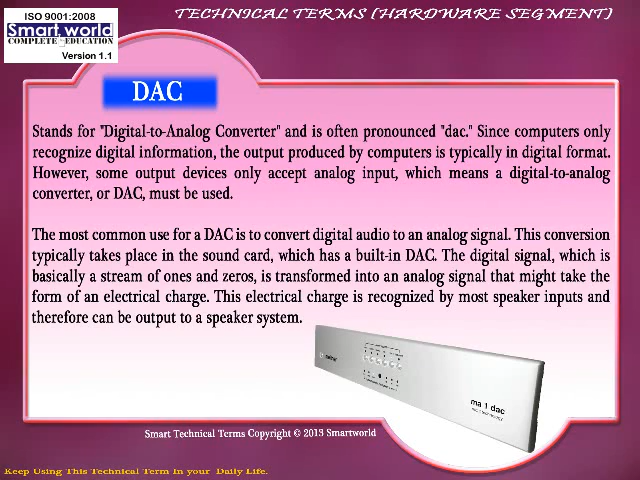 ISO 9001:2008
Smart world
COMPLETE EDUCATION
Version 1.1
TECHNICAL TERMS (HARDWARE SEGMENT)
DAC
Stands for "Digital-to-Analog Converter" and is often pronounced "dac." Since computers only
recognize digital information, the output produced by computers is typically in digital format.
However, some output devices only accept analog input, which means a digital-to-analog
converter, or DAC, must be used.
The most common use for a DAC is to convert digital audio to an analog signal. This conversion
typically takes place in the sound card, which has a built-in DAC. The digital signal, which is
basically a stream of ones and zeros, is transformed into an analog signal that might take the
form of an electrical charge. This electrical charge is recognized by most speaker inputs and
therefore can be output to a speaker system.
ma 1 dac
Smart Technical Terms Copyright © 2013 Smartworld
Keep Using This Technical Term In your Daily Life.